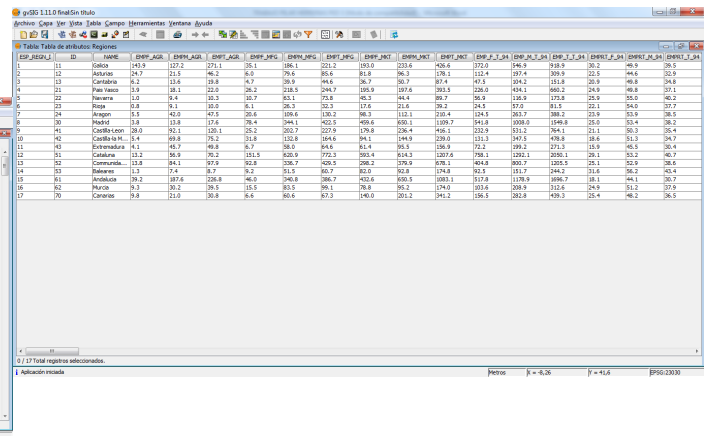 gvSIG 1.11.0 final:Sin título
Archivo Capa Ver Vista Tabla Campo Herramientas Ventana Ayuda
Tabla: Tabla de atributos: Regiones
ESP_REGN_I ID NAME EMPF_AGR EMPM_AGR EMPT_AGR EMPF_MFG EMPM_MFG EMPT_MFG EMPF_MKT EMPM_MKT EMPT_MKT EMP_F_T_94 EMP_M_T_94 EMP_T_T_94 EMPRT_F_94 EMPRT_M_94 EMPRT_T_94
1 11 Galicia 143.9 127.2 271.1 35.1 186.1 221.2 193.0 233.6 426.6 372.0 546.9 918.9 30.2 49.9 39.5
2 12 Asturias 24.7 21.5 46.2 6.0 79.6 85.6 81.8 96.3 178.1 112.4 197.4 309.9 22.5 44.6 32.9
3 13 Cantabria 6.2 13.6 19.8 4.7 39.9 44.6 36.7 50.7 87.4 47.5 104.2 151.8 20.9 49.8 34.8
4 21 Pais Vasco 3.9 18.1 22.0 26.2 218.5 244.7 195.9 197.6 393.5 226.0 434.1 660.2 24.9 49.8 37.1
5 22 Navarra 1.0 9.4 10.3 10.7 63.1 73.8 45.3 44.4 89.7 56.9 116.9 173.8 25.9 55.0 40.2
6 23 Rioja 0.8 9.1 10.0 6.1 26.3 32.3 17.6 21.6 39.2 24.5 57.0 81.5 22.1 54.0 37.7
7 24 Aragon 5.5 42.0 47.5 20.6 109.6 130.2 98.3 112.1 210.4 124.5 263.7 388.2 23.9 53.9 38.5
8 30 Madrid 3.8 13.8 17.6 78.4 344.1 422.5 459.6 650.1 1109.7 541.8 1008.0 1549.8 25.0 53.4 38.2
9 41 Castilla-Leon 28.0 92.1 120.1 25.2 202.7 227.9 179.8 236.4 416.1 232.9 531.2 764.1 21.1 50.3 35.4
10 42 Castilla-la M... 5.4 69.8 75.2 31.8 132.8 164.6 94.1 144.9 239.0 131.3 347.5 478.8 18.6 51.3 34.7
11 43 Extremadura 4.1 45.7 49.8 6.7 58.0 64.6 61.4 95.5 156.9 72.2 199.2 271.3 15.9 45.5 30.4
12 51 Cataluna 13.2 56.9 70.2 151.5 620.9 772.3 593.4 614.3 1207.6 758.1 1292.1 2050.1 29.1 53.2 40.7
13 52 Communida... 13.8 84.1 97.9 92.8 336.7 429.5 298.2 379.9 678.1 404.8 800.7 1205.5 25.1 52.9 38.6
14 53 Baleares 1.3 7.4 8.7 9.2 51.5 60.7 82.0 92.8 174.8 92.5 151.7 244.2 31.6 56.2 43.4
15 61 Andalucia 39.2 187.6 226.8 46.0 340.8 386.7 432.6 650.5 1083.1 517.8 1178.9 1696.7 18.1 44.1 30.7
16 62 Murcia 9.3 30.2 39.5 15.5 83.5 99.1 78.8 95.2 174.0 103.6 208.9 312.6 24.9 51.2 37.9
17 70 Canarias 9.8 21.0 30.8 6.6 60.6 67.3 140.0 201.2 341.2 156.5 282.8 439.3 25.4 48.2 36.5
0 / 17 Total registros seleccionados.
Aplicación iniciada Metros X = -8,26 Y = 41,6 EPSG:23030